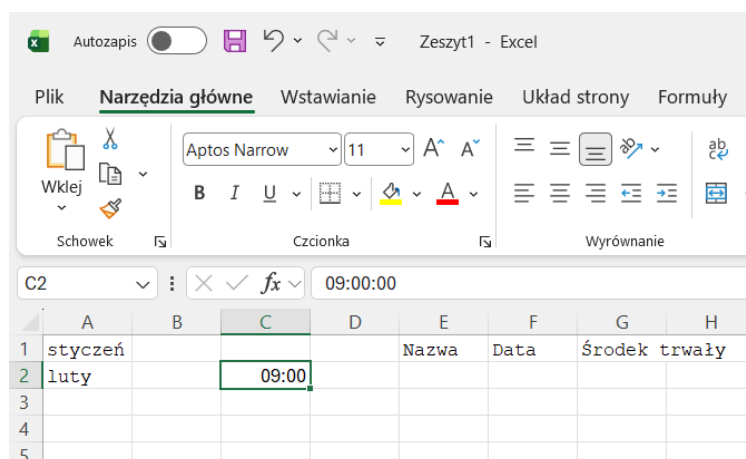 Autozapis Zeszyt1 - Excel
Plik Narzędzia główne Wstawianie Rysowanie Układ strony Formuły
Wklej Aptos Narrow 11 A A ab c
B I U A
Schowek Czcionka Wyrównanie
C2 fx 09:00:00
A B C D E F G H
1 styczeń Nazwa Data Środek trwały
2 luty 09:00
3
4
5